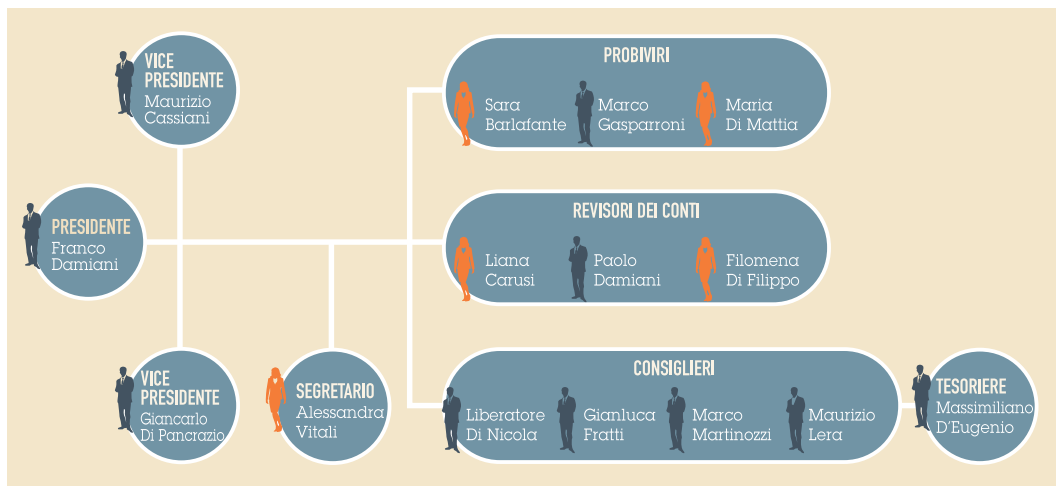 VICE
PRESIDENTE
Maurizio
Cassiani
PRESIDENTE
Franco
Damiani
VICE
PRESIDENTE
Giancarlo
Di Pancrazio
SEGRETARIO
Alessandra
Vitali
PROBIVIRI
Sara
Barlafante
Marco
Gasparroni
Maria
Di Mattia
REVISORI DEI CONTI
Liana
Carusi
Paolo
Damiani
Filomena
Di Filippo
CONSIGLIERI
Liberatore
Di Nicola
Gianluca
Fratti
Marco
Martinozzi
Maurizio
Lera
TESORIERE
Massimiliano
D'Eugenio